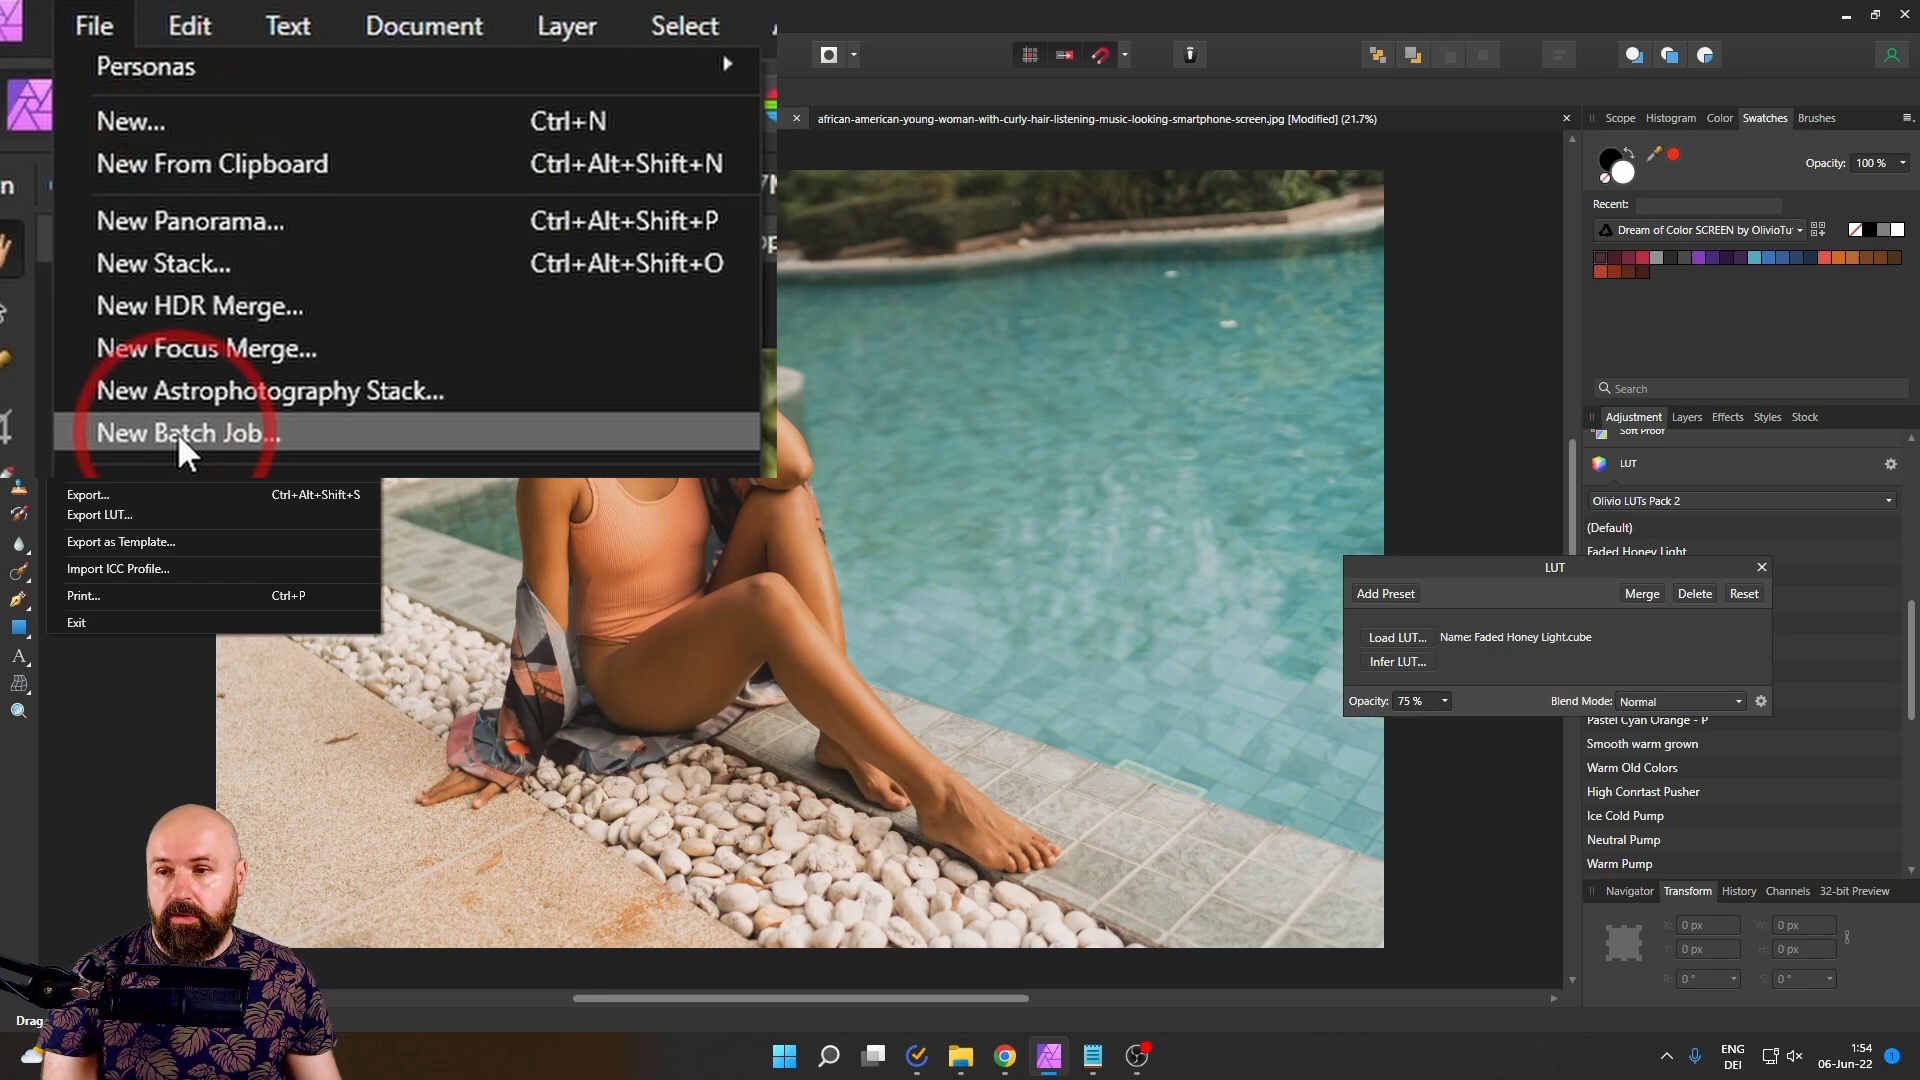 File Edit Text Document Layer Select
Personas
New... Ctrl+N
New From Clipboard Ctrl+Alt+Shift+N
New Panorama... Ctrl+Alt+Shift+P
New Stack... Ctrl+Alt+Shift+O
New HDR Merge...
New Focus Merge...
New Astrophotography Stack...
New Batch Job...
Export... Ctrl+Alt+Shift+S
Export LUT...
Export as Template...
Import ICC Profile...
Print... Ctrl+P
Exit
african-american-young-woman-with-curly-hair-listening-music-looking-smartphone-screen.jpg [Modified] (21.7%)
Scope Histogram Color Swatches Brushes
Opacity: 100 %
Recent:
Dream of Color SCREEN by OlivioTu
Search
Adjustment Layers Effects Styles Stock
Soft Proof
LUT
Olivio LUTs Pack 2
(Default)
Faded Honey Light
LUT
Add Preset Merge Delete Reset
Load LUT... Name: Faded Honey Light.cube
Infer LUT...
Opacity: 75 % Blend Mode: Normal
Pastel Cyan Orange - P
Smooth warm grown
Warm Old Colors
High Conrtast Pusher
Ice Cold Pump
Neutral Pump
Warm Pump
Navigator Transform History Channels 32-bit Preview
X: 0 px W: 0 px
Y: 0 px H: 0 px
R: 0 ° S: 0 °
Drag
ENG
DEI
1:54
06-Jun-22
1